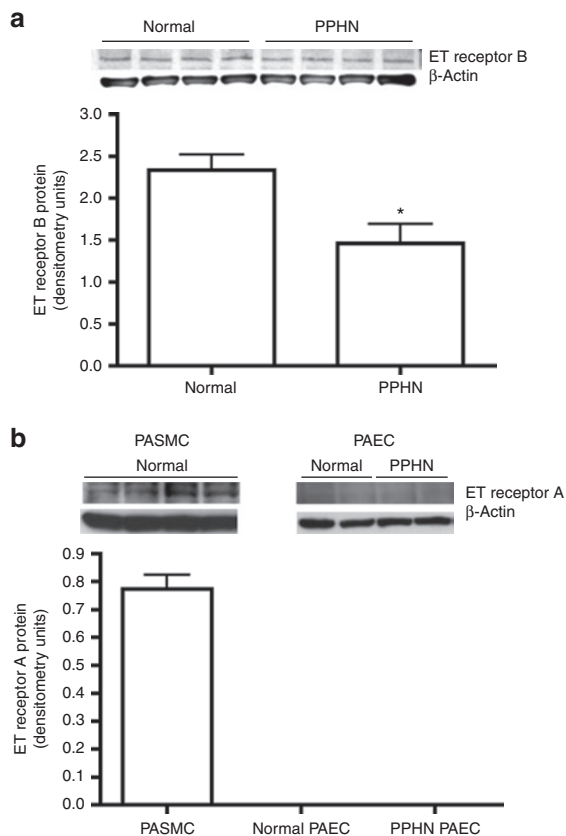 a
Normal PPHN
ET receptor B
β-Actin
3.0
2.5
2.0
1.5
1.0
0.5
0.0
ET receptor B protein
(densitometry units)
*
Normal PPHN
b
PASMC PAEC
Normal Normal PPHN
ET receptor A
β-Actin
0.9
0.8
0.7
0.6
0.5
0.4
0.3
0.2
0.1
0.0
ET receptor A protein
(densitometry units)
PASMC Normal PAEC PPHN PAEC